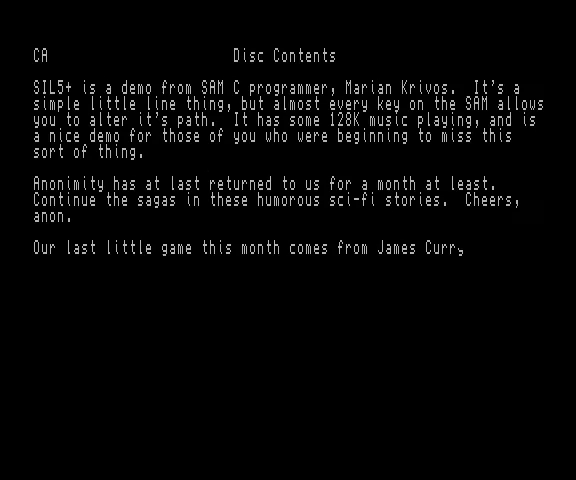 CA Disc Contents
SIL5+ is a demo from SAM C programmer, Marian Krivos. It's a
simple little line thing, but almost every key on the SAM allows
you to alter it's path. It has some 128K music playing, and is
a nice demo for those of you who were beginning to miss this
sort of thing.
Anonimity has at last returned to us for a month at least.
Continue the sagas in these humorous sci-fi stories. Cheers,
anon.
Our last little game this month comes from James Curry